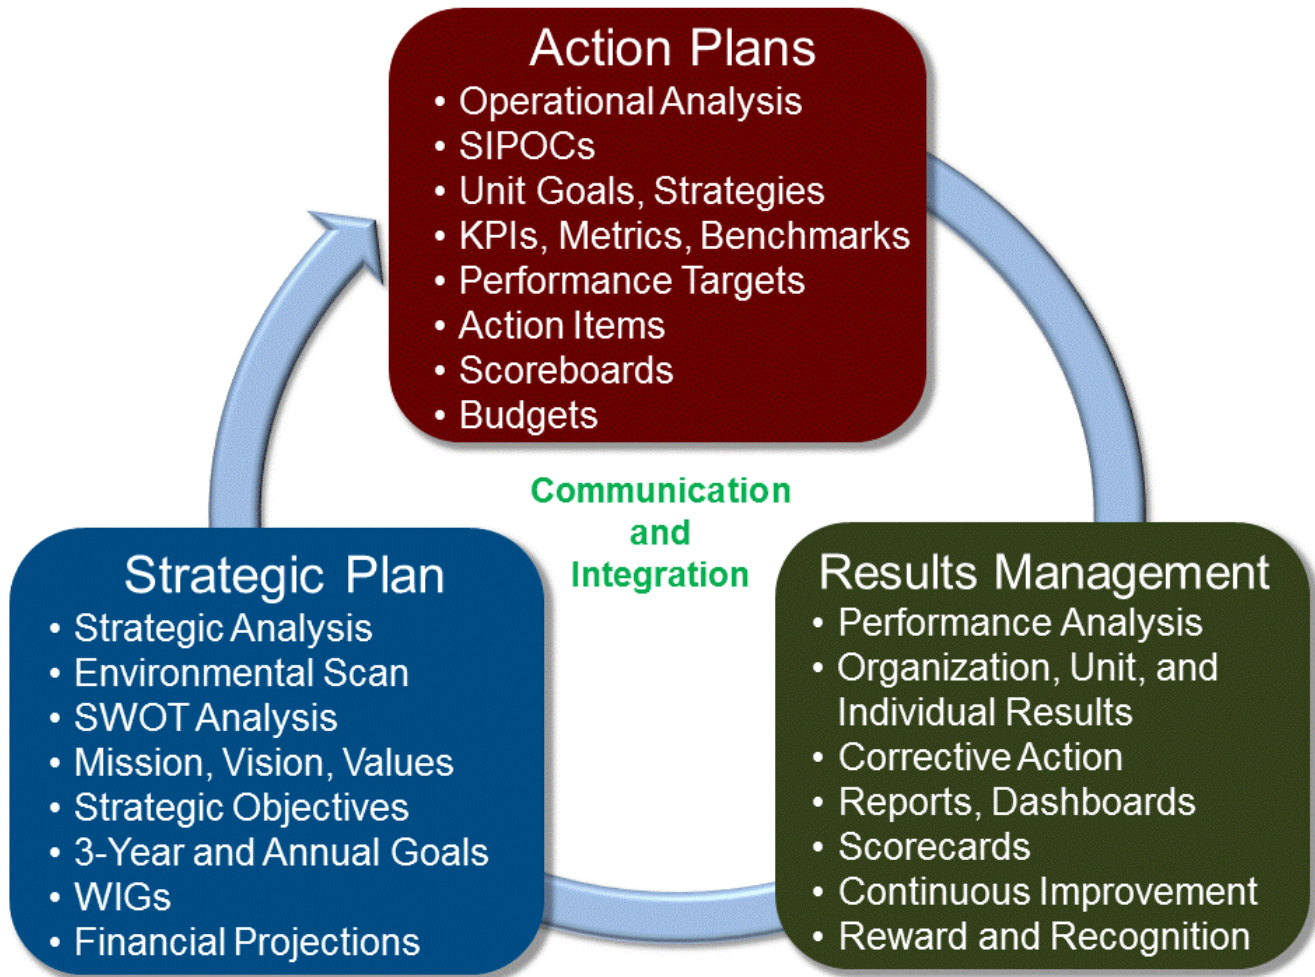 Action Plans
• Operational Analysis
• SIPOCs
• Unit Goals, Strategies
• KPIs, Metrics, Benchmarks
• Performance Targets
• Action Items
• Scoreboards
• Budgets
Communication
and
Integration
Strategic Plan
• Strategic Analysis
• Environmental Scan
• SWOT Analysis
• Mission, Vision, Values
• Strategic Objectives
• 3-Year and Annual Goals
• WIGs
• Financial Projections
Results Management
• Performance Analysis
• Organization, Unit, and
Individual Results
• Corrective Action
• Reports, Dashboards
• Scorecards
• Continuous Improvement
• Reward and Recognition